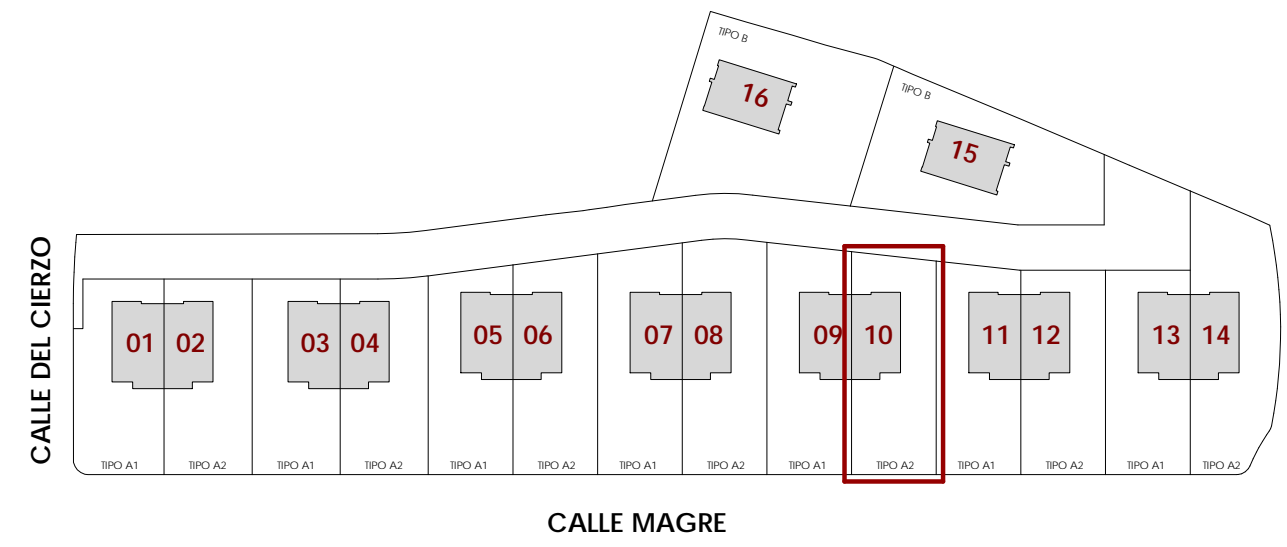 TIPO B
16
TIPO B
15
CALLE DEL CIERZO
01 02 03 04 05 06 07 08 09 10 11 12 13 14
TIPO A1 TIPO A2 TIPO A1 TIPO A2 TIPO A1 TIPO A2 TIPO A1 TIPO A2 TIPO A1 TIPO A2 TIPO A1 TIPO A2 TIPO A1 TIPO A2
CALLE MAGRE